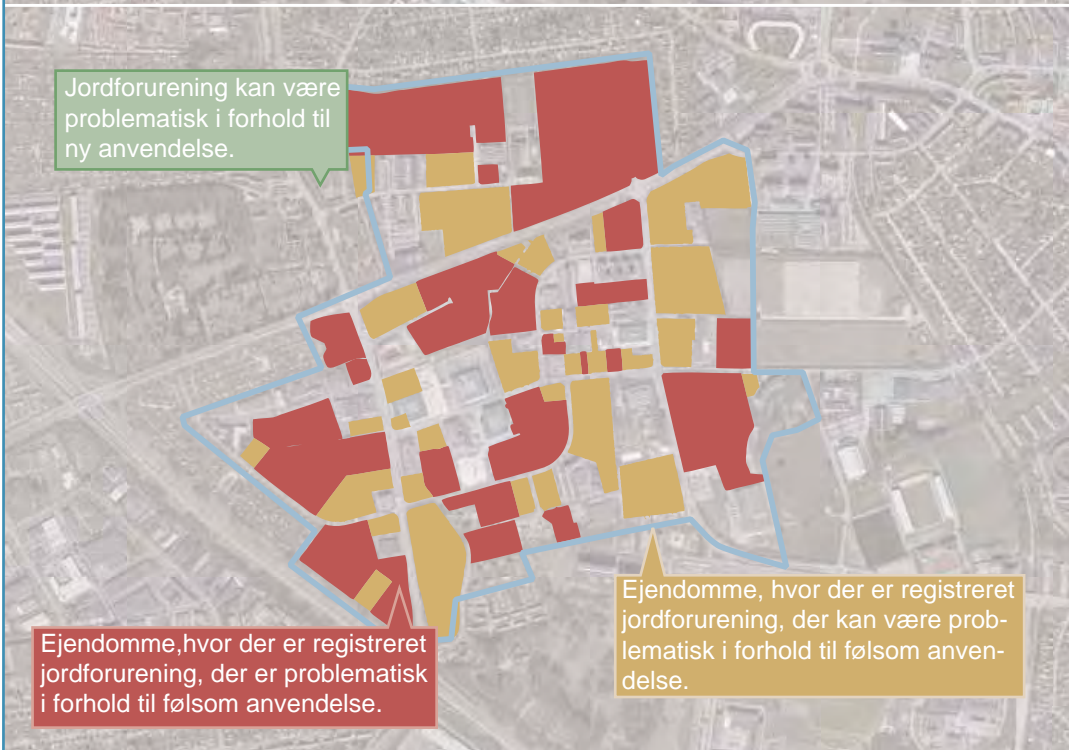 Jordforurening kan være
problematisk i forhold til
ny anvendelse.
Ejendomme, hvor der er registreret
jordforurening, der kan være prob-
lematisk i forhold til følsom anven-
delse.
Ejendomme,hvor der er registreret
jordforurening, der er problematisk
i forhold til følsom anvendelse.